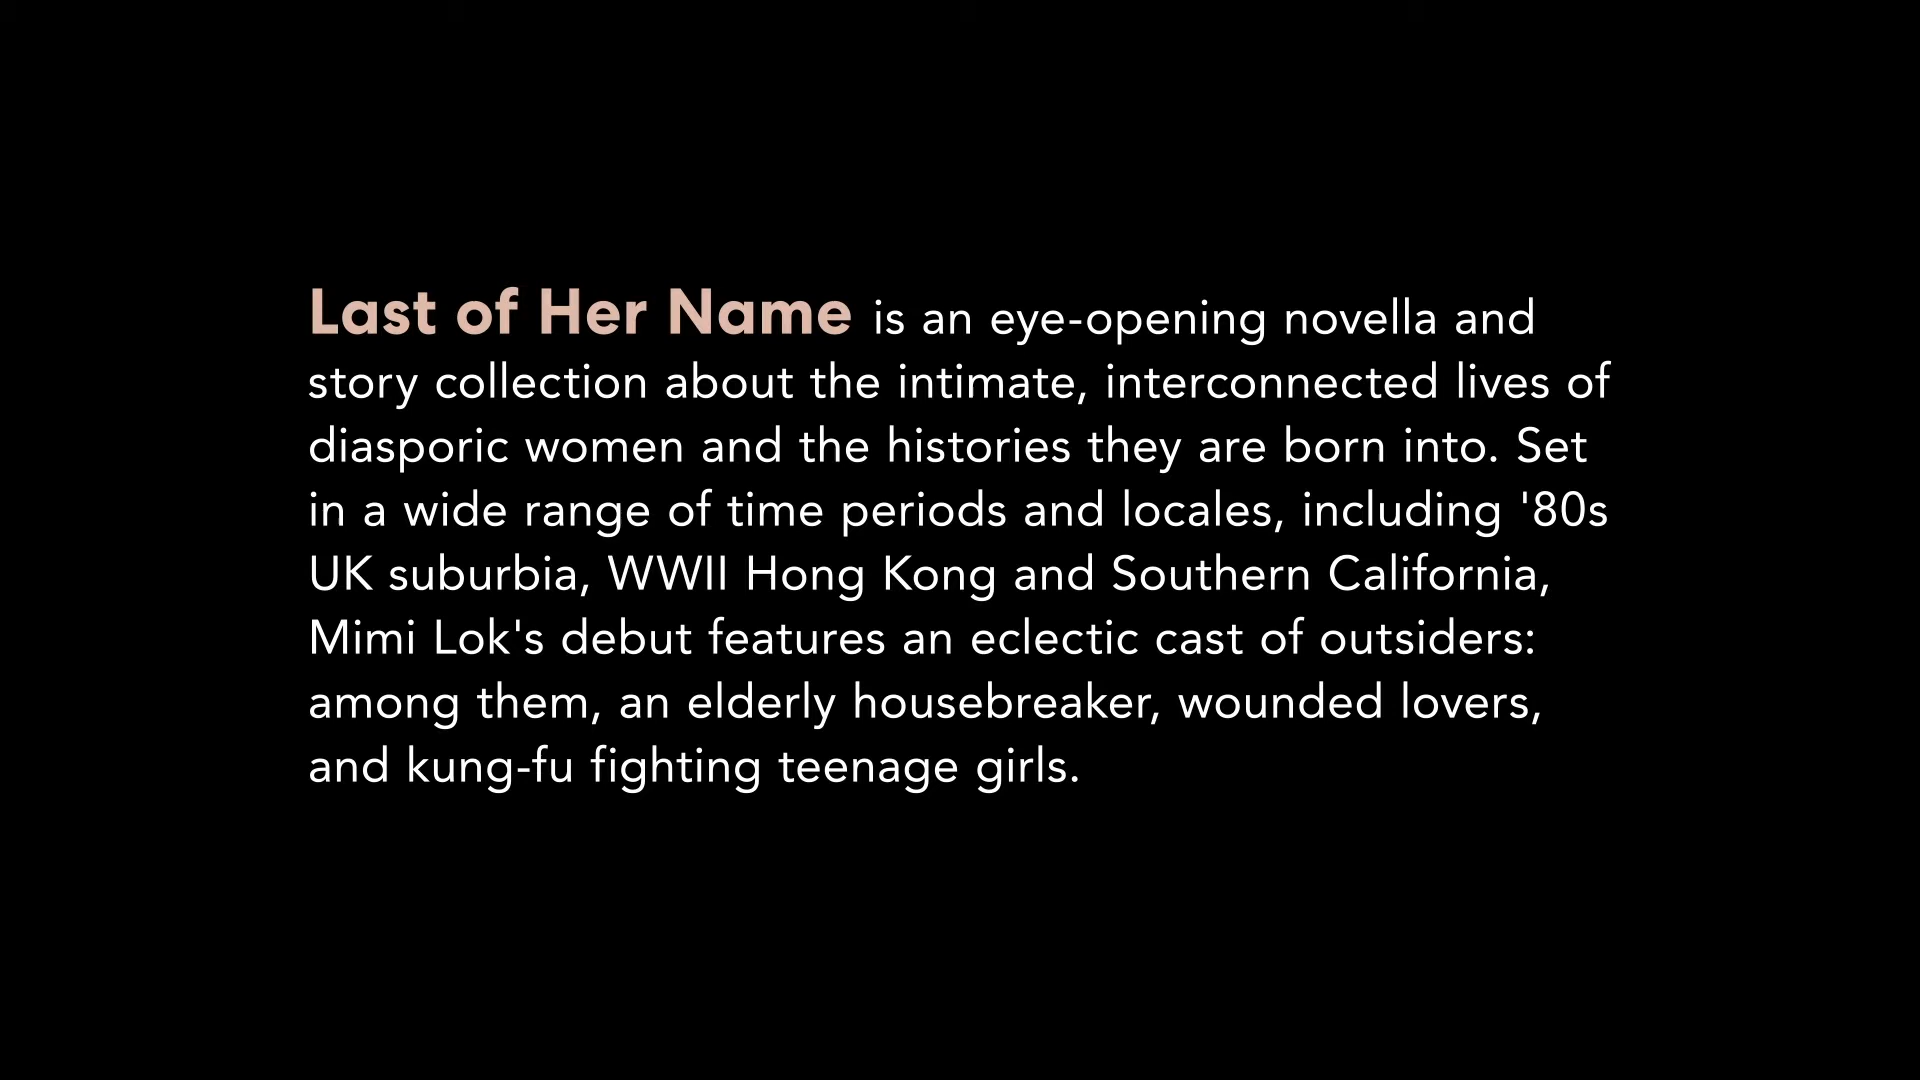 Last of Her Name is an eye-opening novella and
story collection about the intimate, interconnected lives of
diasporic women and the histories they are born into. Set
in a wide range of time periods and locales, including '80s
UK suburbia, WWII Hong Kong and Southern California,
Mimi Lok's debut features an eclectic cast of outsiders:
among them, an elderly housebreaker, wounded lovers,
and kung-fu fighting teenage girls.